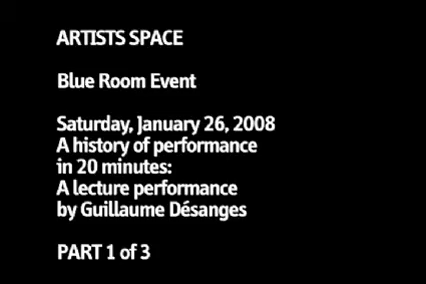 ARTISTS SPACE
Blue Room Event
Saturday, January 26, 2008
A history of performance
in 20 minutes:
A lecture performance
by Guillaume Désanges
PART 1 of 3